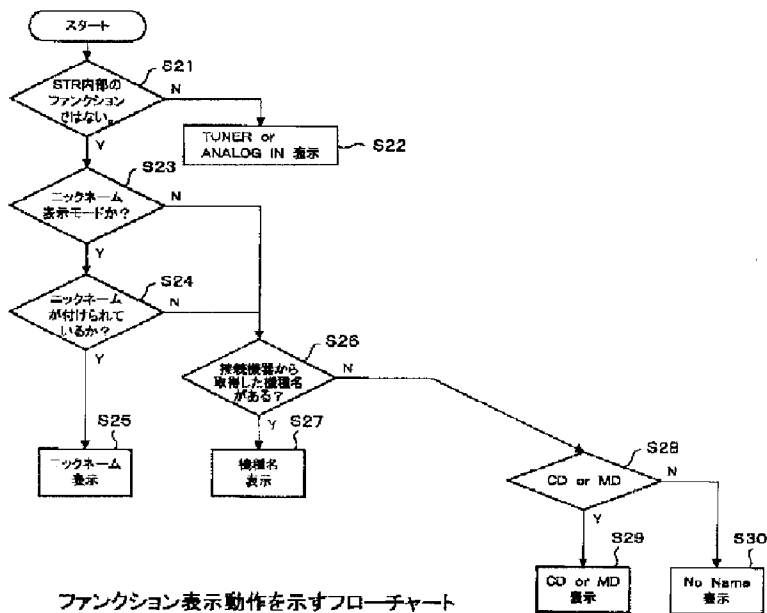 スタート
S21
STR内部の
ファンクション
ではない。
N
Y
TUNER or
ANALOG IN 表示
S22
S23
ニックネーム
表示モードか?
N
Y
S24
ニックネーム
が付けられて
いるか?
N
Y
S26
接続機器から
取得した機種名
がある?
N
Y
S25
ニックネーム
表示
S27
機種名
表示
S28
CD or MD
N
Y
S29
CD or MD
表示
S30
No Name
表示
ファンクション表示動作を示すフローチャート